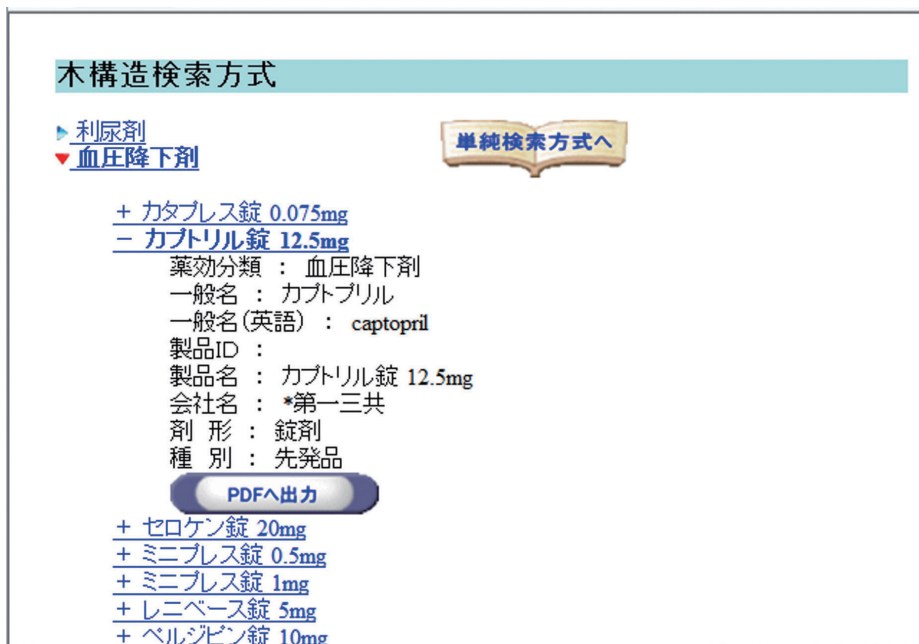 木構造検索方式
利尿剤
単純検索方式へ
血圧降下剤
+ カタプレス錠 0.075mg
− カプトリル錠 12.5mg
薬効分類 : 血圧降下剤
一般名 : カプトプリル
一般名(英語) : captopril
製品ID :
製品名 : カプトリル錠 12.5mg
会社名 : *第一三共
剤 形 : 錠剤
種 別 : 先発品
PDFへ出力
+ セロケン錠 20mg
+ ミニプレス錠 0.5mg
+ ミニプレス錠 1mg
+ レニベース錠 5mg
+ ペルジピン錠 10mg